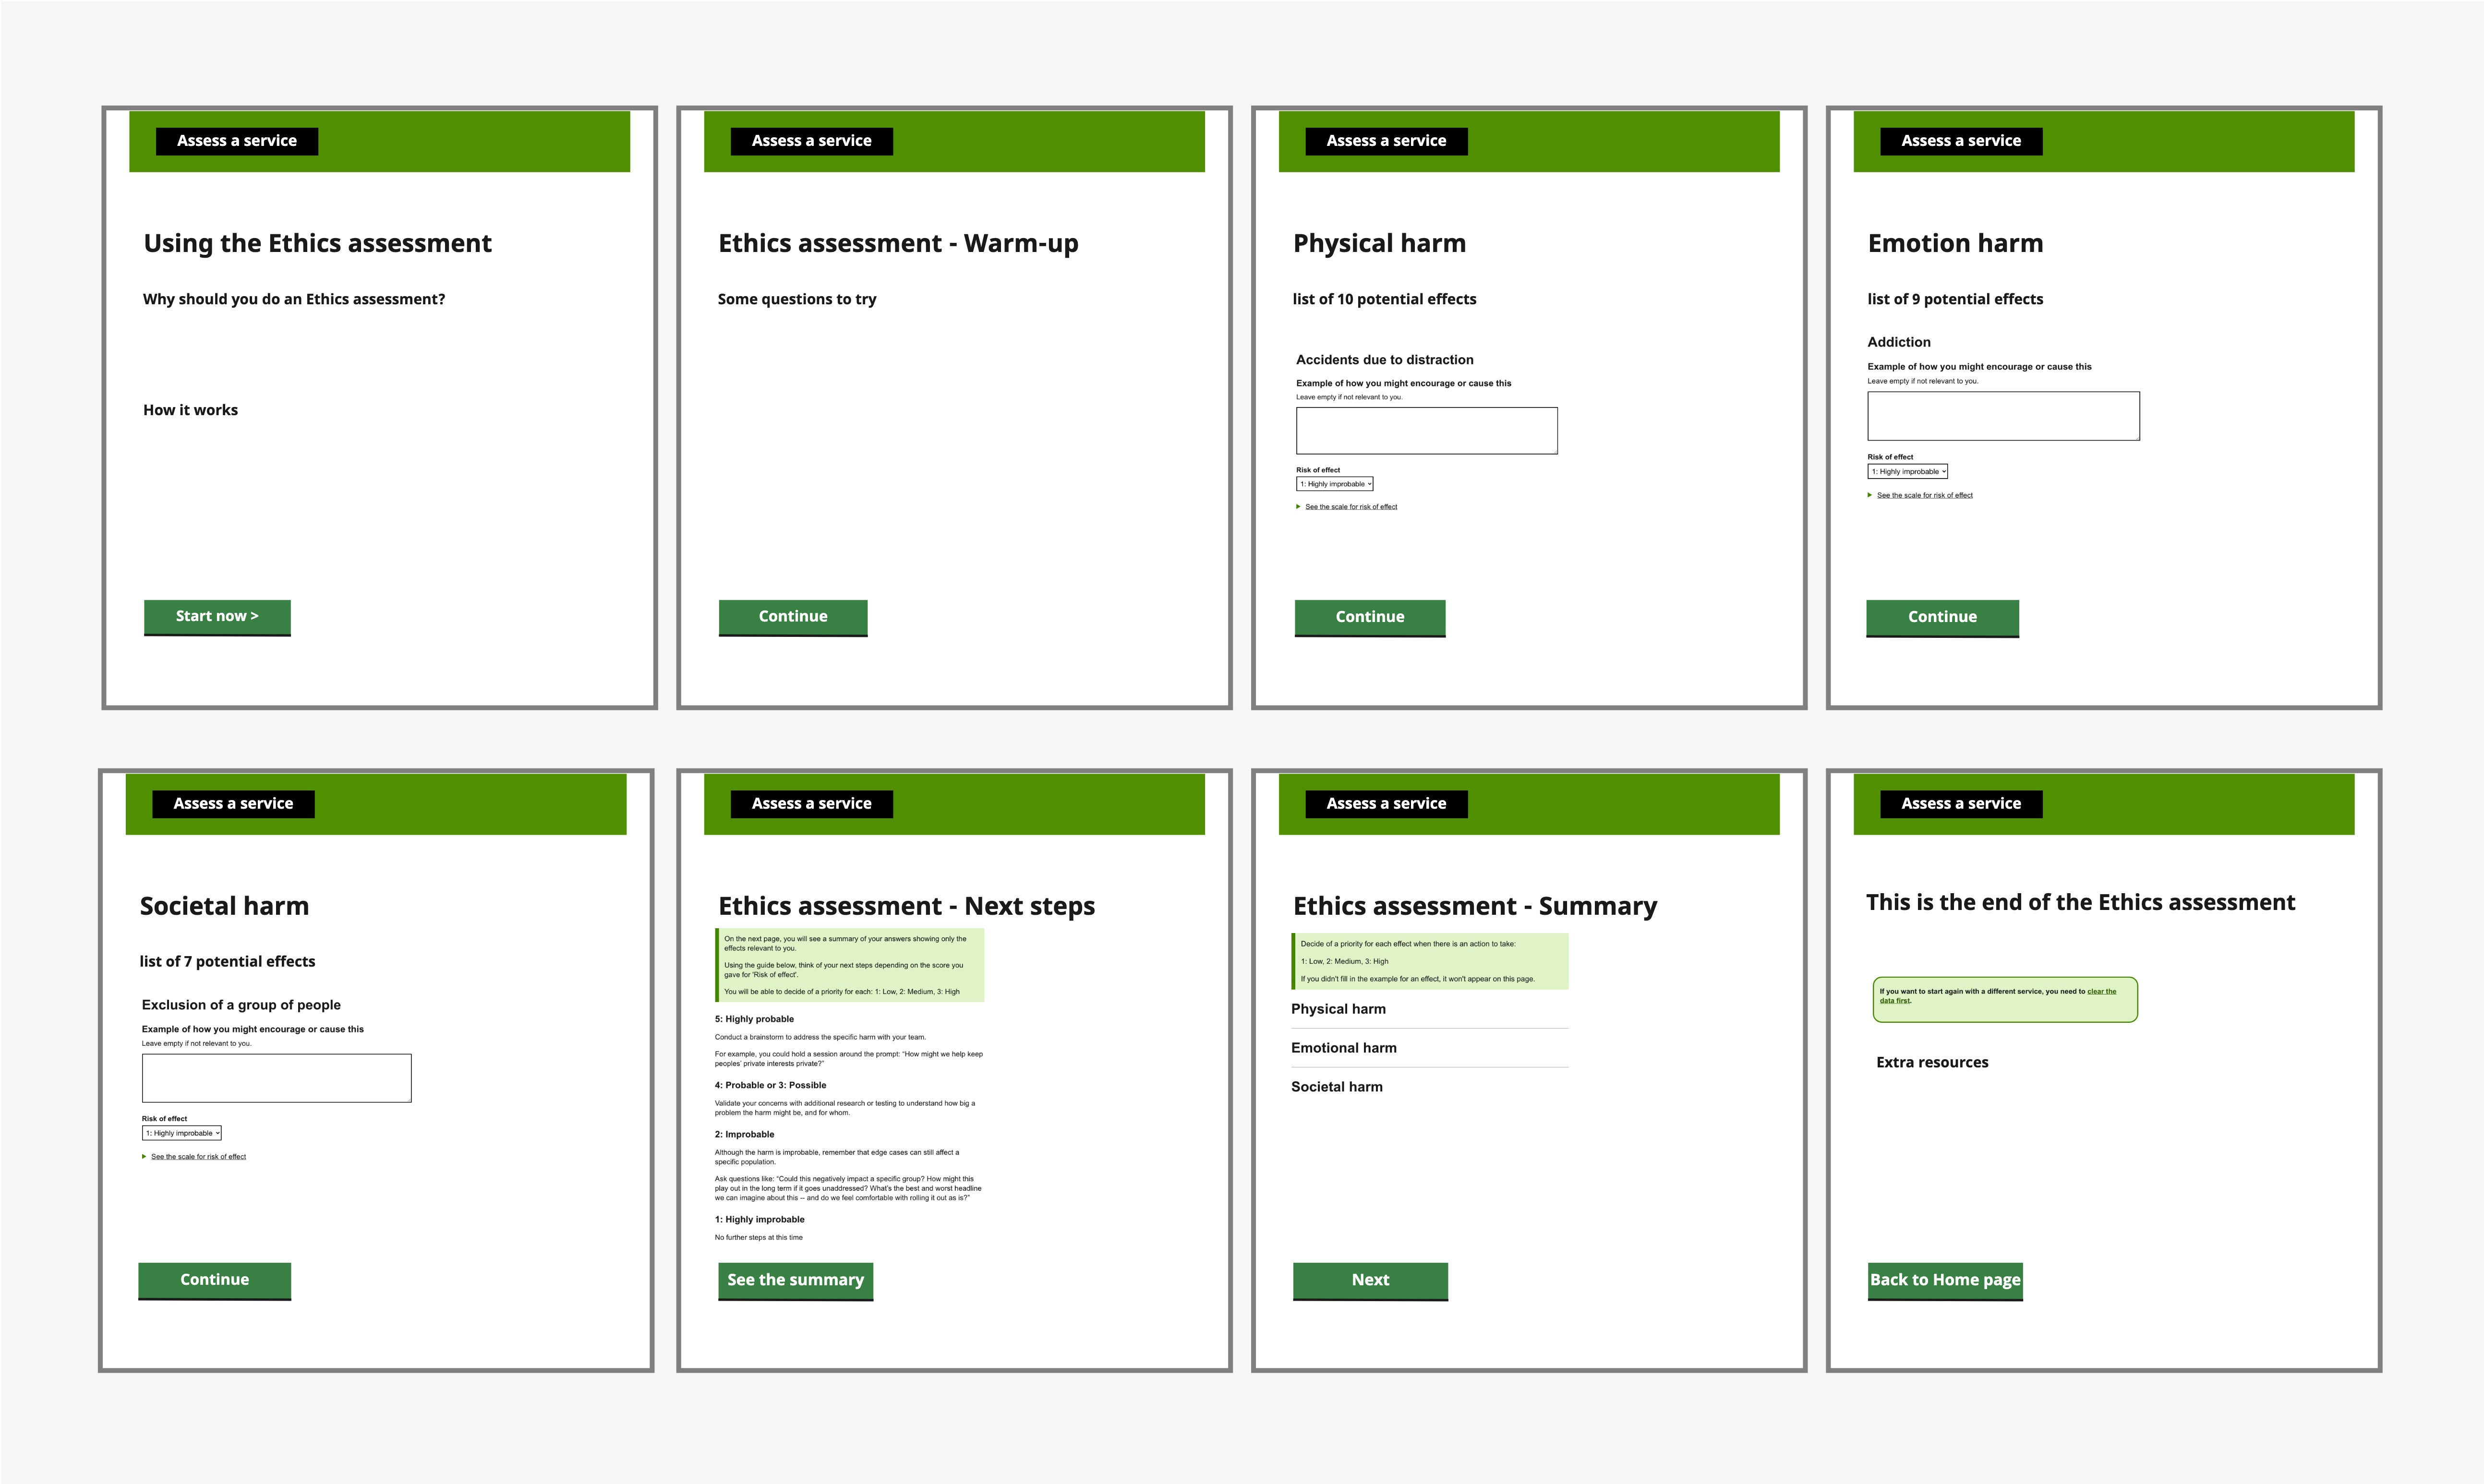 Assess a service
Using the Ethics assessment
Why should you do an Ethics assessment?
How it works
Start now >
Assess a service
Ethics assessment - Warm-up
Some questions to try
Continue
Assess a service
Physical harm
list of 10 potential effects
Accidents due to distraction
Example of how you might encourage or cause this
Leave empty if not relevant to you.
Risk of effect
1: Highly improbable
See the scale for risk of effect
Continue
Assess a service
Emotion harm
list of 9 potential effects
Addiction
Example of how you might encourage or cause this
Leave empty if not relevant to you.
Risk of effect
1: Highly improbable
See the scale for risk of effect
Continue
Assess a service
Societal harm
list of 7 potential effects
Exclusion of a group of people
Example of how you might encourage or cause this
Leave empty if not relevant to you.
Risk of effect
1: Highly improbable
See the scale for risk of effect
Continue
Assess a service
Ethics assessment - Next steps
On the next page, you will see a summary of your answers showing only the
effects relevant to you.
Using the guide below, think of your next steps depending on the score you
gave for 'Risk of effect'.
You will be able to decide of a priority for each: 1: Low, 2: Medium, 3: High
5: Highly probable
Conduct a brainstorm to address the specific harm with your team.
For example, you could hold a session around the prompt: "How might we help keep
peoples' private interests private?"
4: Probable or 3: Possible
Validate your concerns with additional research or testing to understand how big a
problem the harm might be, and for whom.
2: Improbable
Although the harm is improbable, remember that edge cases can still affect a
specific population.
Ask questions like: "Could this negatively impact a specific group? How might this
play out in the long term if it goes unaddressed? What's the best and worst headline
we can imagine about this -- and do we feel comfortable with rolling it out as is?"
1: Highly improbable
No further steps at this time
See the summary
Assess a service
Ethics assessment - Summary
Decide of a priority for each effect when there is an action to take:
1: Low, 2: Medium, 3: High
If you didn't fill in the example for an effect, it won't appear on this page.
Physical harm
Emotional harm
Societal harm
Next
Assess a service
This is the end of the Ethics assessment
If you want to start again with a different service, you need to clear the
data first.
Extra resources
Back to Home page